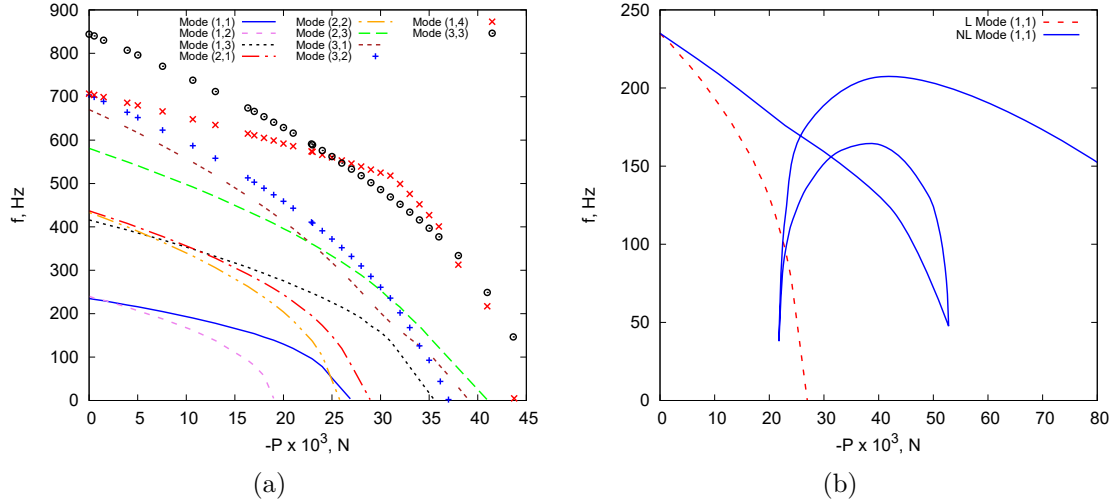 900
800
700
600
500
400
300
200
100
0
f, Hz
Mode (1,1)
Mode (1,2)
Mode (1,3)
Mode (2,1)
Mode (2,2)
Mode (2,3)
Mode (3,1)
Mode (3,2)
Mode (1,4)
Mode (3,3)
0 5 10 15 20 25 30 35 40 45
-P x 10³, N
(a)
250
200
150
100
50
0
f, Hz
L Mode (1,1)
NL Mode (1,1)
0 10 20 30 40 50 60 70 80
-P x 10³, N
(b)